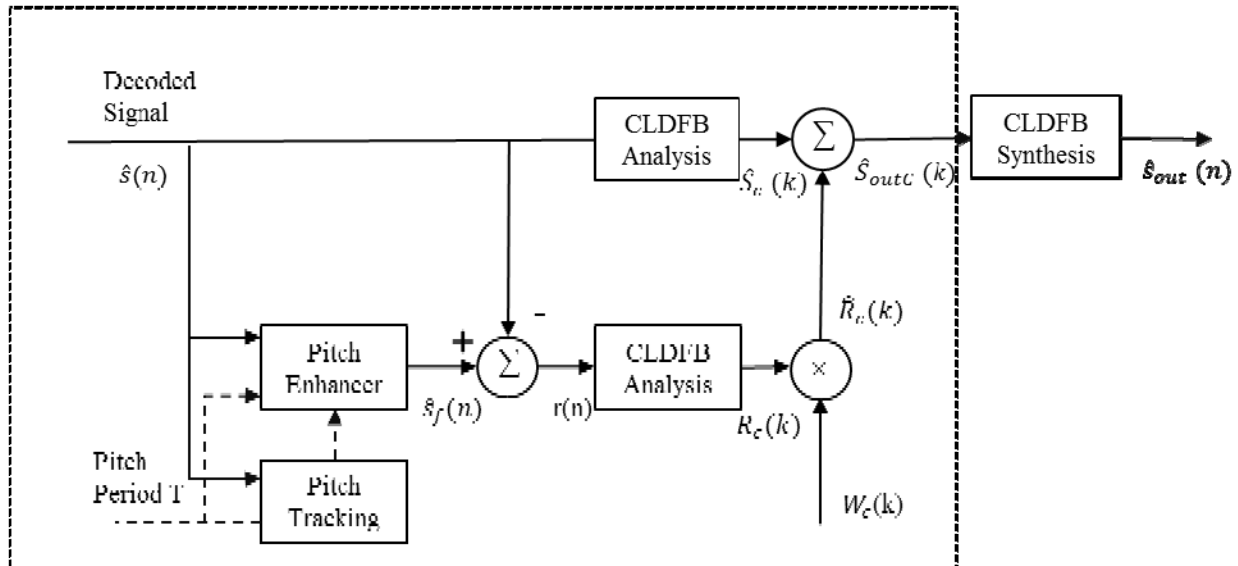 Decoded
Signal
ŝ(n)
CLDFB
Analysis
Σ
Ŝ_c (k)
Ŝ_outC (k)
CLDFB
Synthesis
ŝ_out (n)
Pitch
Enhancer
+
-
Σ
ŝ_f(n)
r(n)
CLDFB
Analysis
R_c(k)
×
R̂_c(k)
W_c(k)
Pitch
Period T
Pitch
Tracking